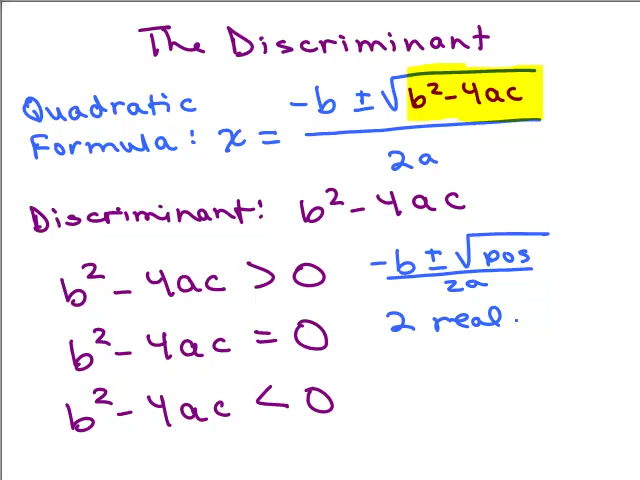 The Discriminant
Quadratic Formula: x = (-b ± √(b² - 4ac)) / 2a
Discriminant: b² - 4ac
b² - 4ac > 0
(-b ± √pos) / 2a
2 real.
b² - 4ac = 0
b² - 4ac < 0